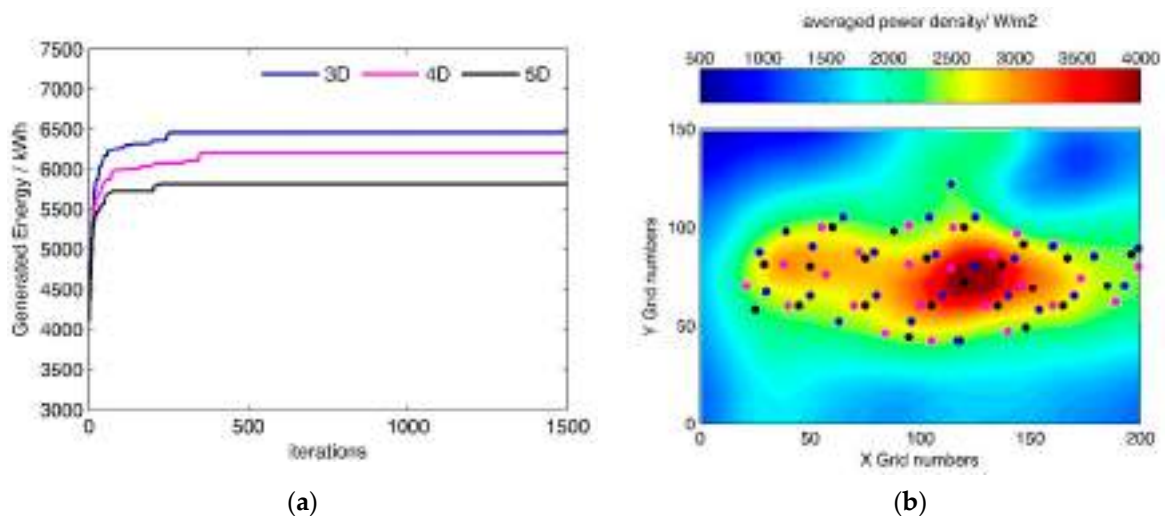 averaged power density/ W/m2
500 1000 1500 2000 2500 3000 3500 4000
7500
7000
6500
6000
5500
5000
4500
4000
3500
3000
Generated Energy / kWh
3D 4D 5D
0 500 1000 1500
iterations
150
100
50
0
Y Grid numbers
0 50 100 150 200
X Grid numbers
(a) (b)